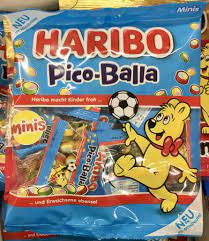 NEU
Minis
HARIBO
Pico-Balla
Haribo macht Kinder froh ...
minis
Pico-Balla
... und Erwachsene ebenso!
NEU